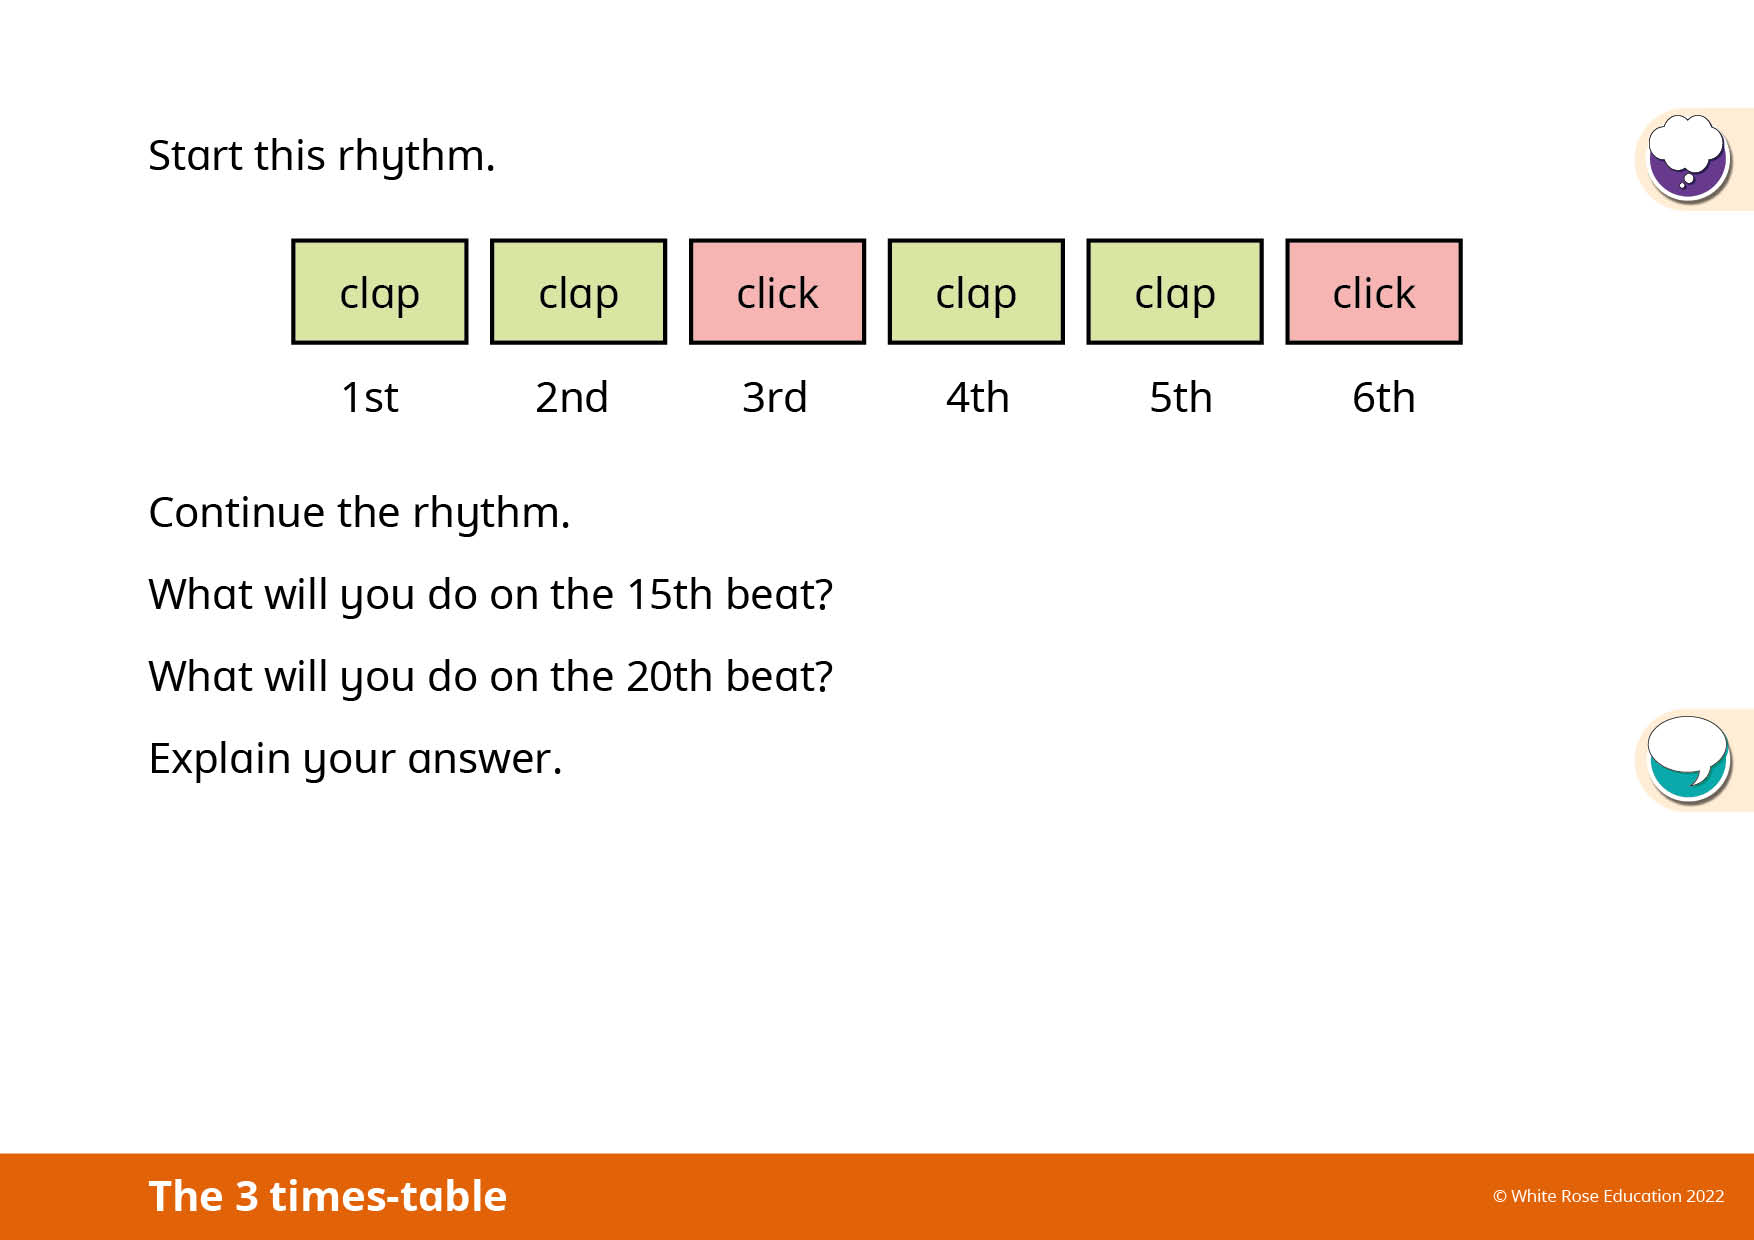 Start this rhythm.
clap clap click clap clap click
1st 2nd 3rd 4th 5th 6th
Continue the rhythm.
What will you do on the 15th beat?
What will you do on the 20th beat?
Explain your answer.
The 3 times-table
© White Rose Education 2022